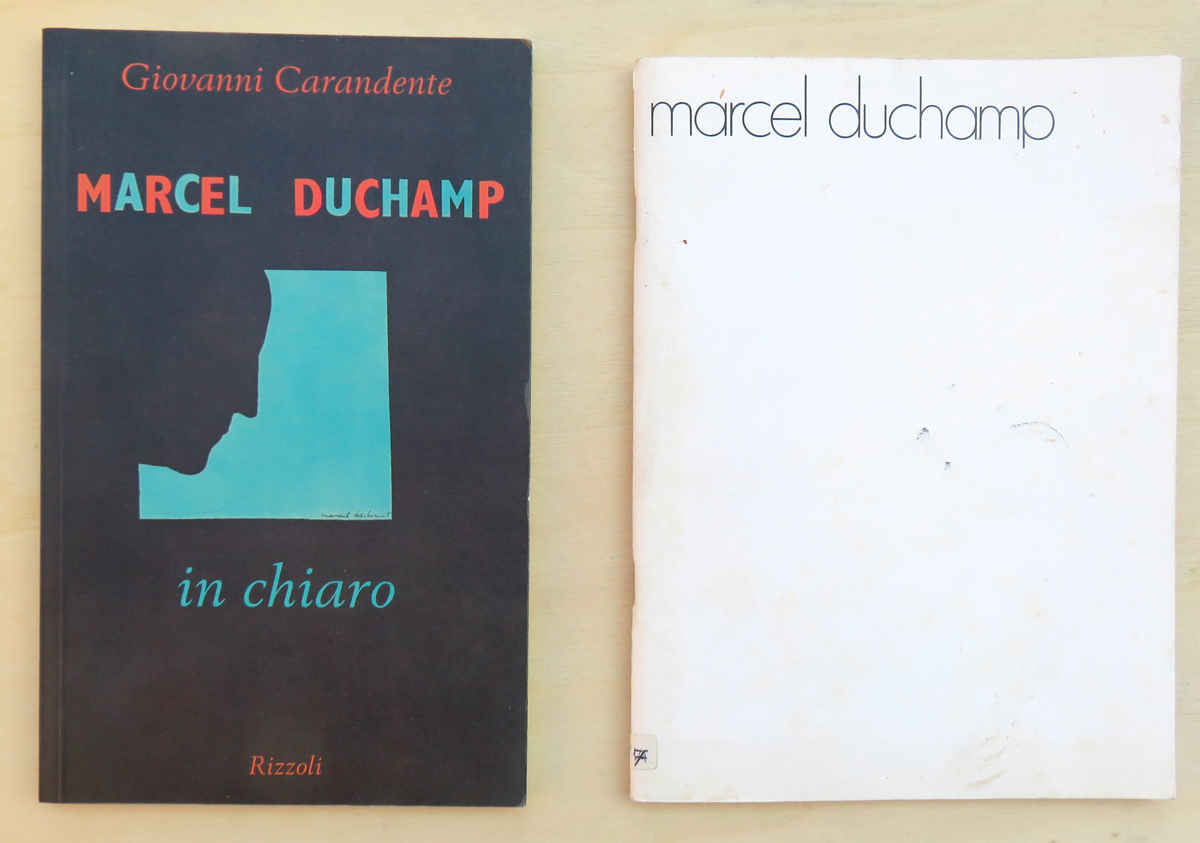 Giovanni Carandente
MARCEL DUCHAMP
in chiaro
Rizzoli
marcel duchamp